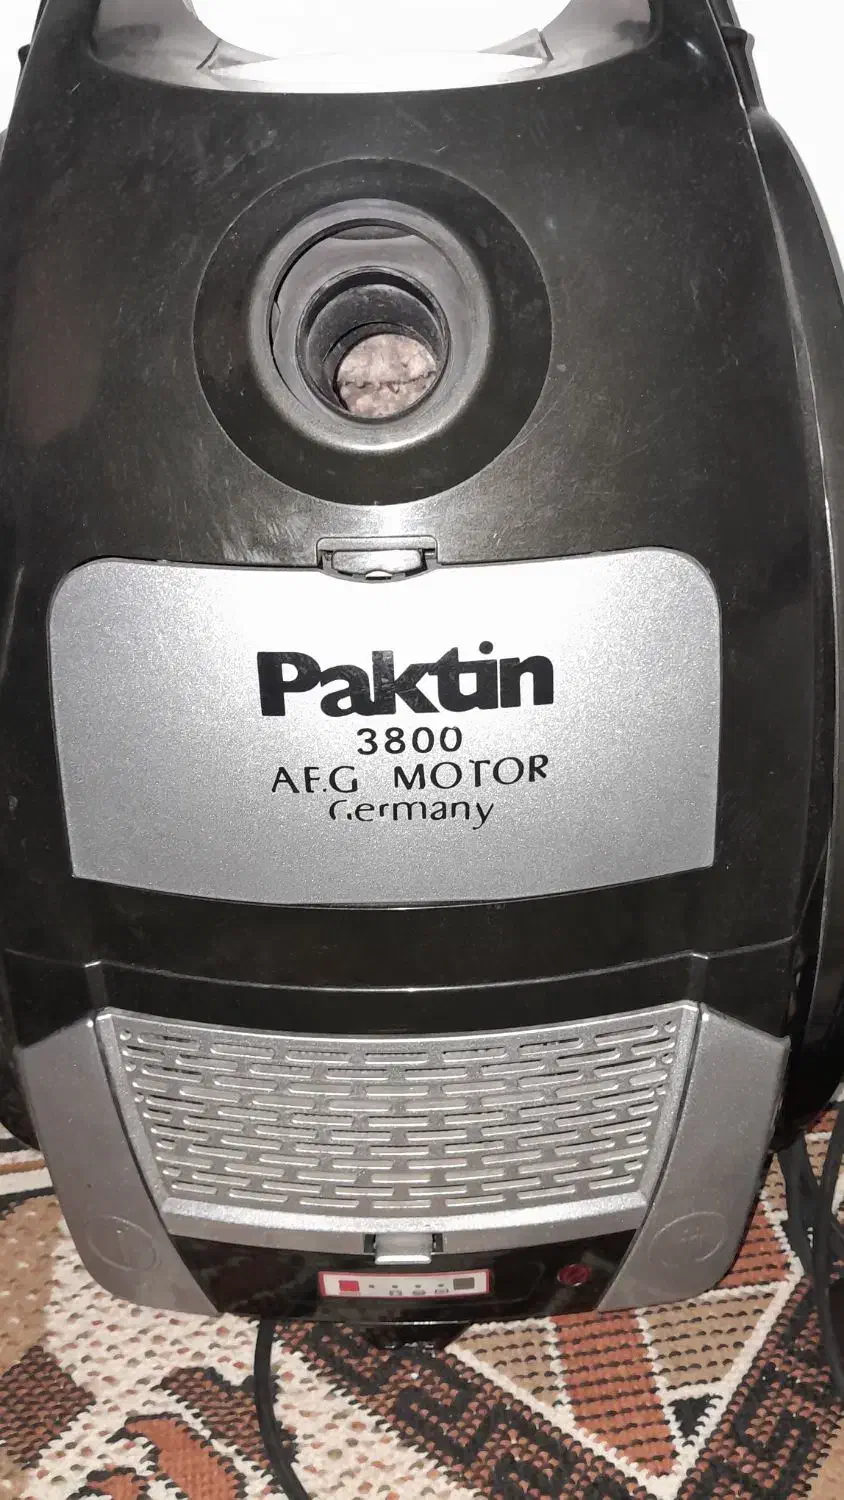 Paktin
3800
AEG MOTOR
Germany